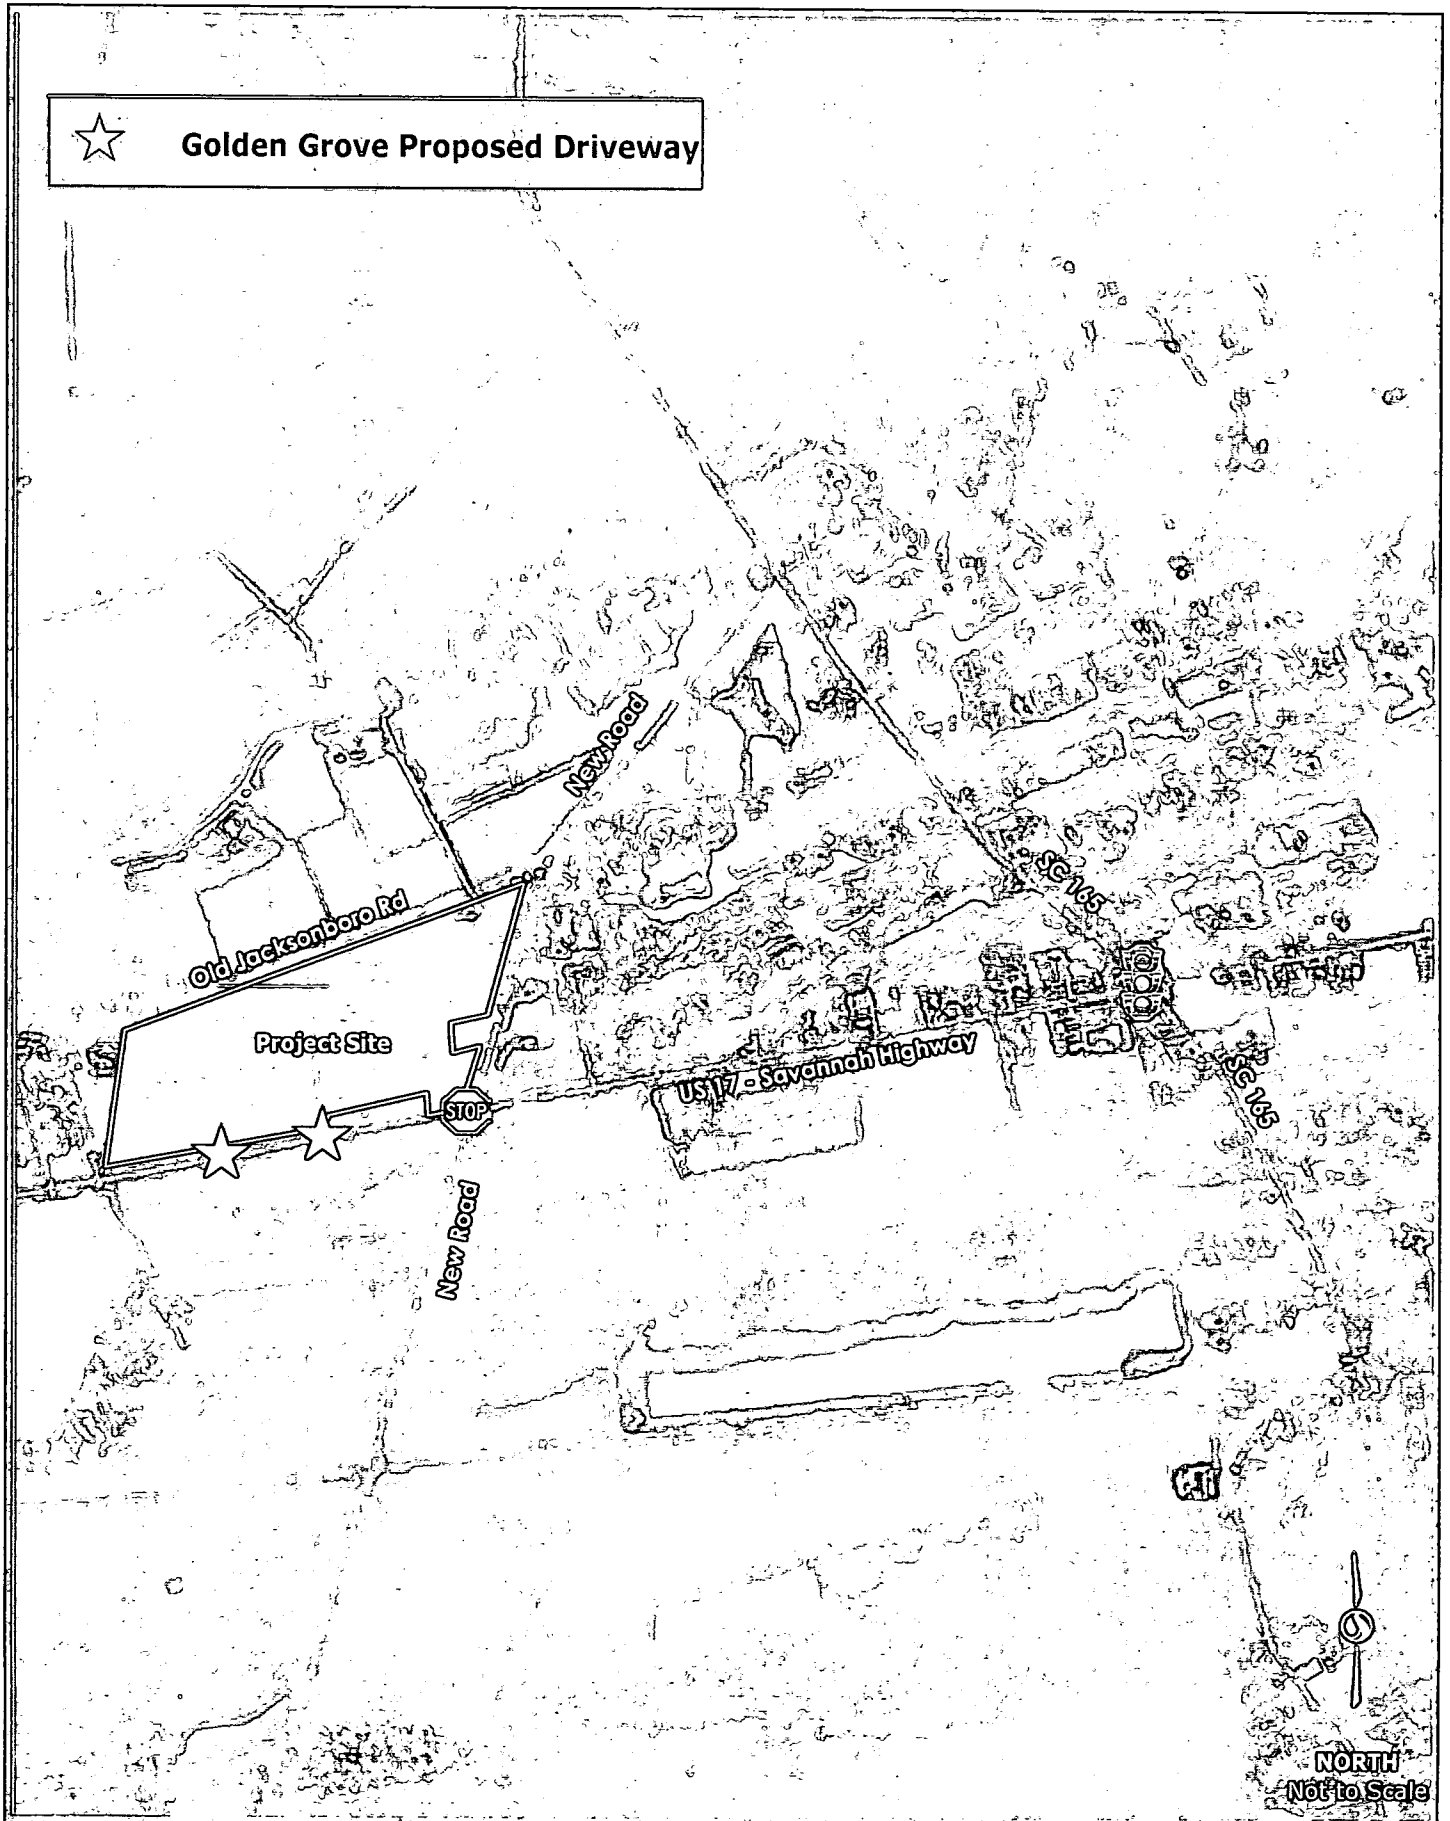 Golden Grove Proposed Driveway
New Road
SC 165
Old Jacksonboro Rd
Project Site
US 17 - Savannah Highway
SC 165
STOP
New Road
NORTH
Not to Scale